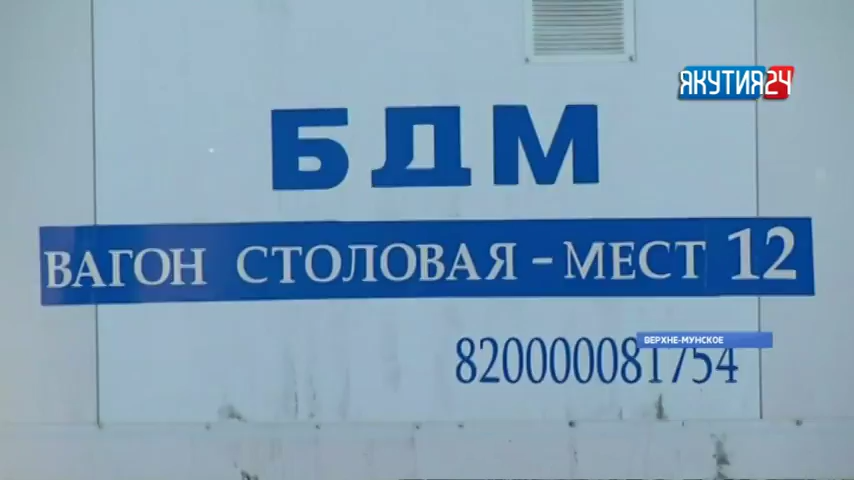 ЯКУТИЯ24
БДМ
ВАГОН СТОЛОВАЯ - МЕСТ 12
ВЕРХНЕ-МУНСКОЕ
820000081754